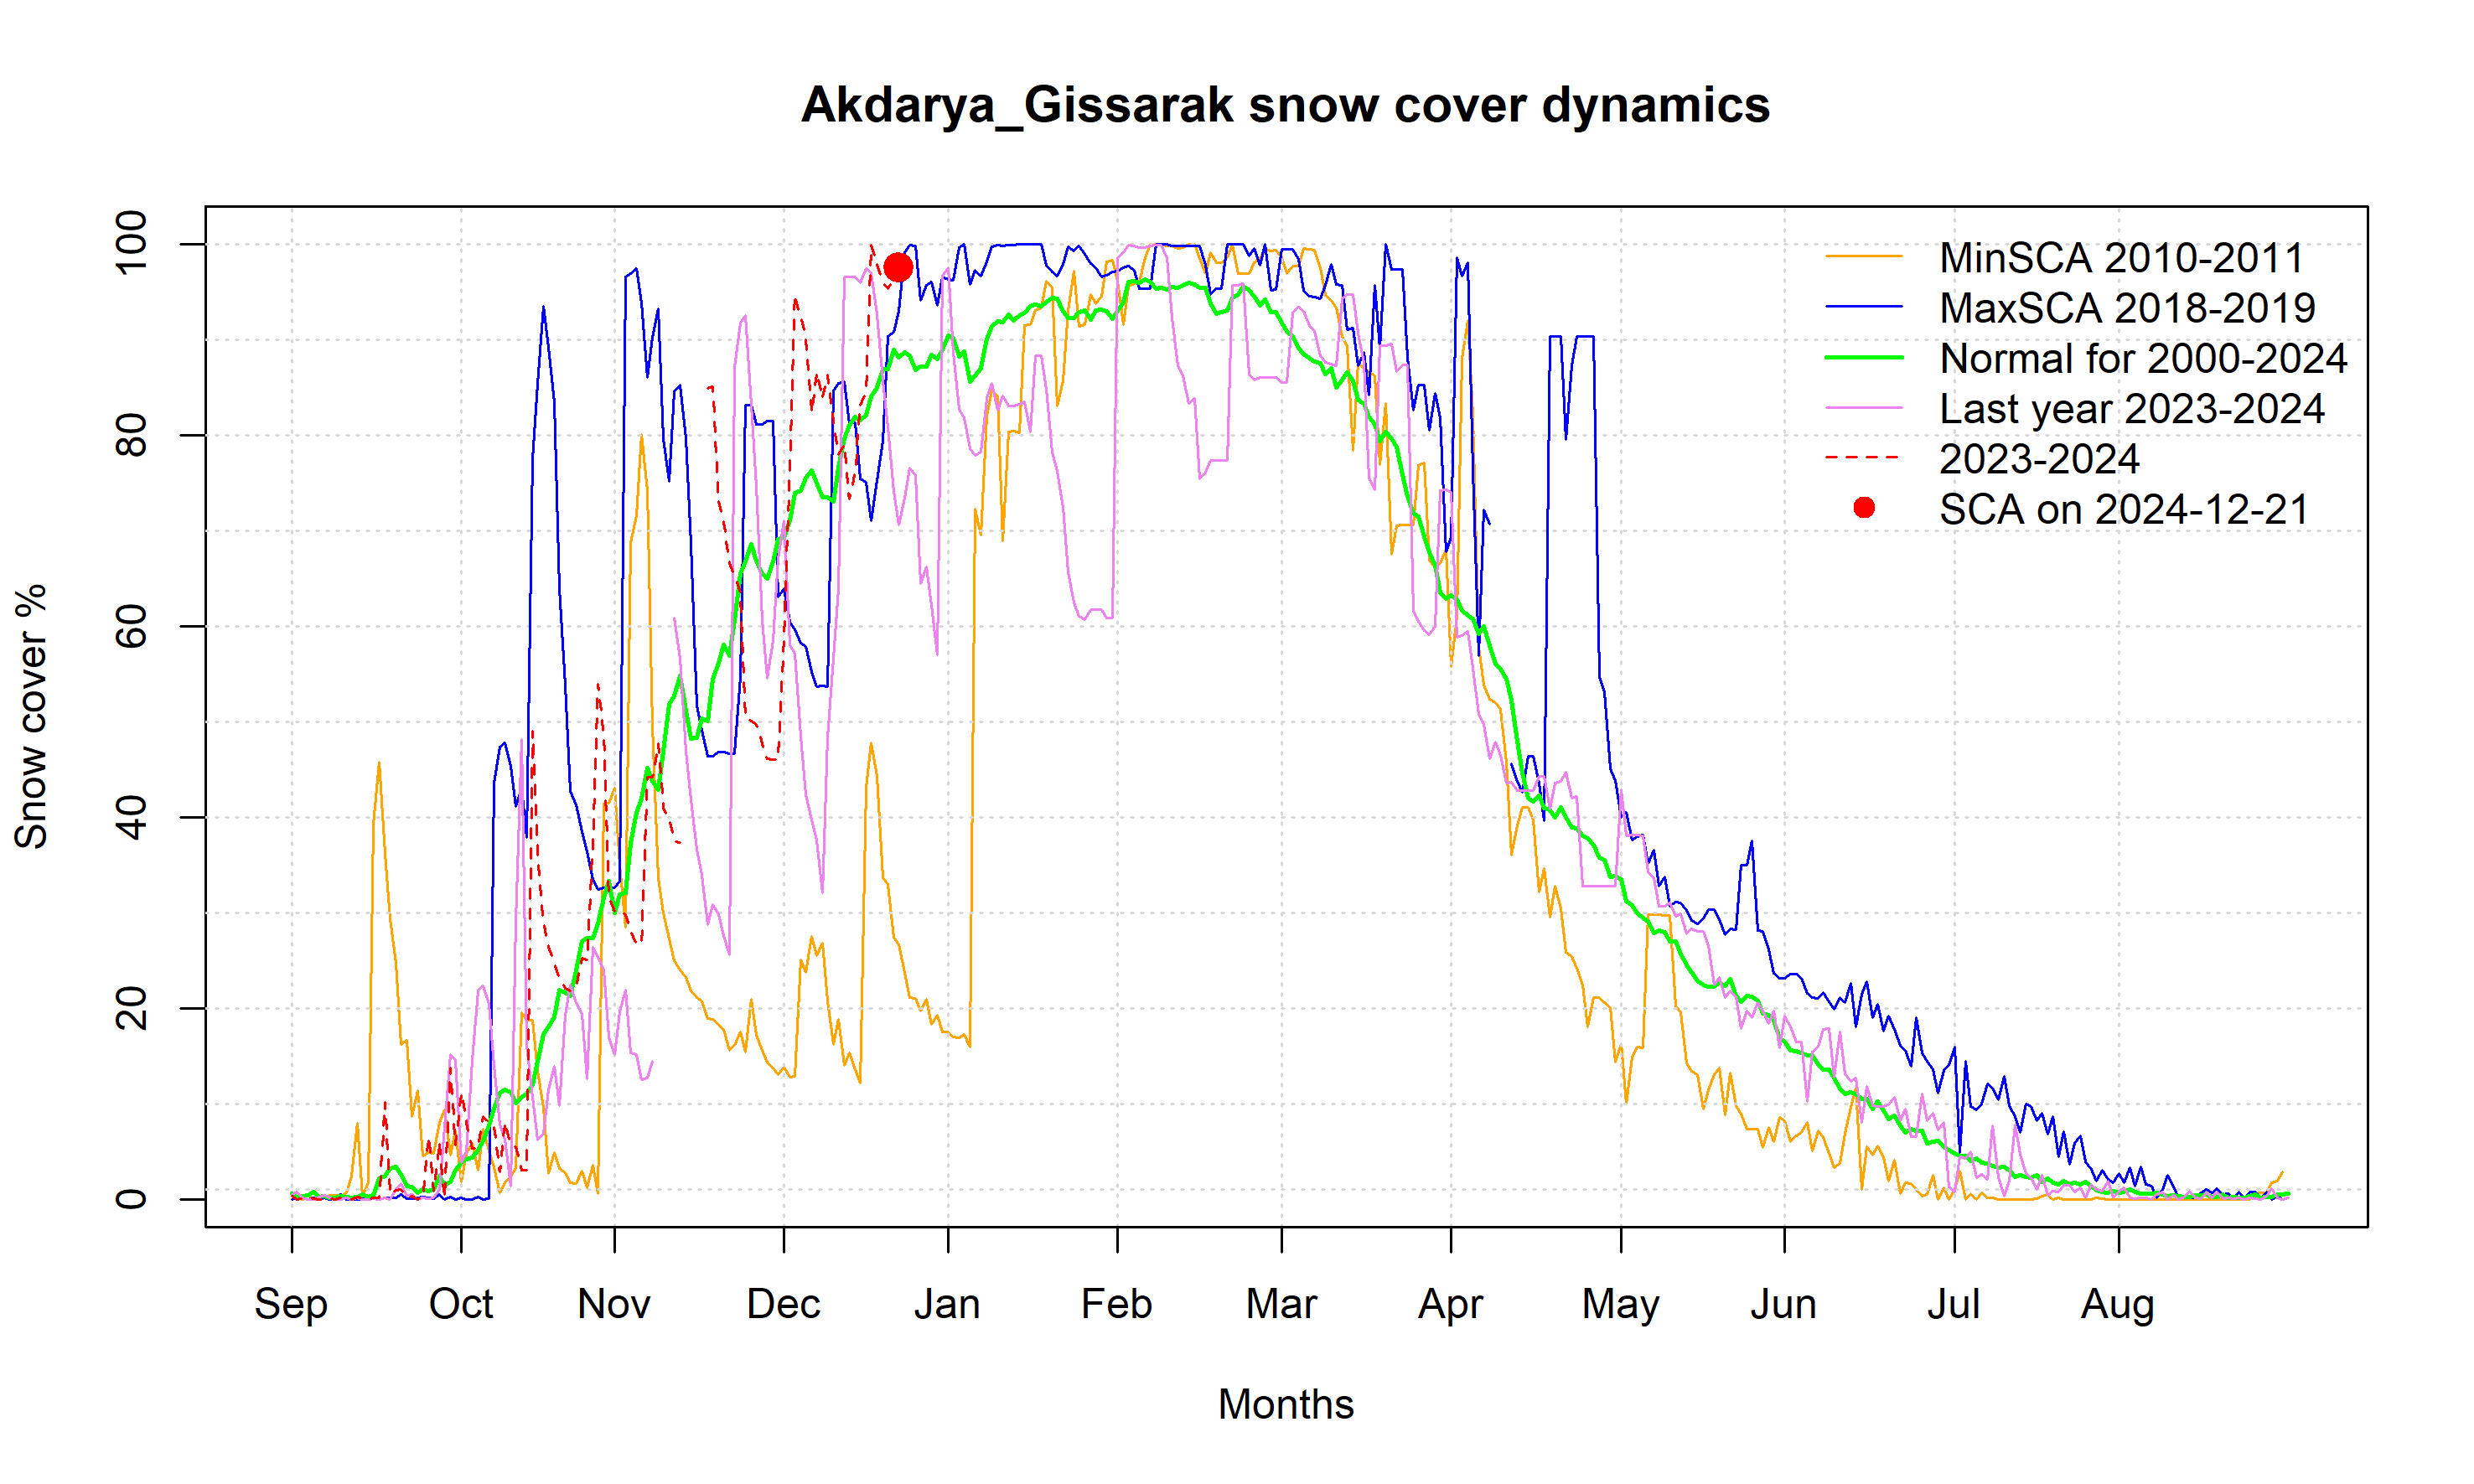 Akdarya_Gissarak snow cover dynamics
MinSCA 2010-2011
MaxSCA 2018-2019
Normal for 2000-2024
Last year 2023-2024
2023-2024
SCA on 2024-12-21
Snow cover %
100
80
60
40
20
0
Sep Oct Nov Dec Jan Feb Mar Apr May Jun Jul Aug
Months